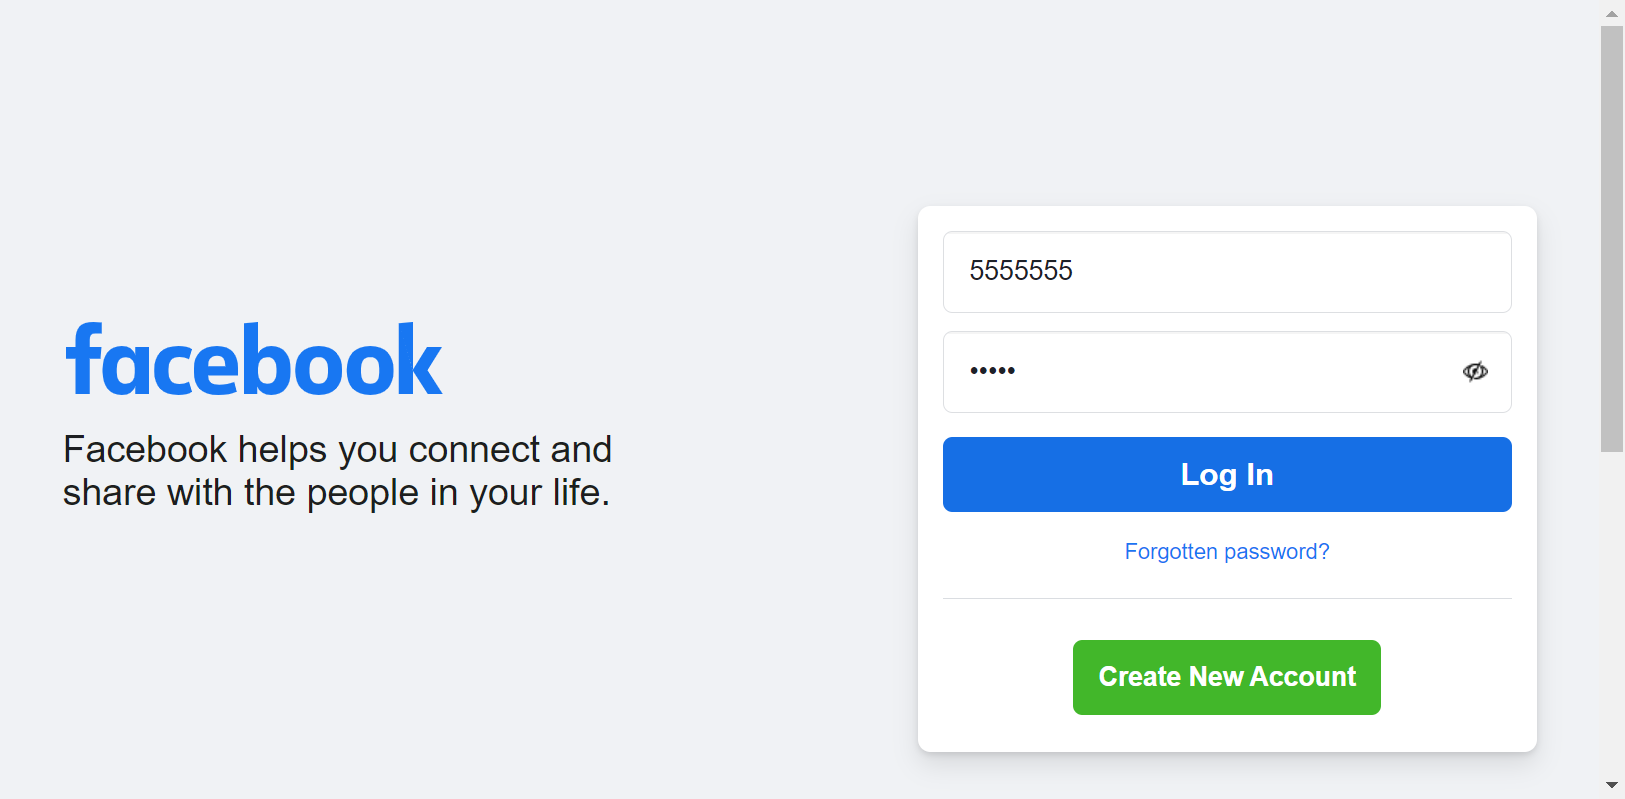 facebook
Facebook helps you connect and
share with the people in your life.
5555555
•••••
Log In
Forgotten password?
Create New Account